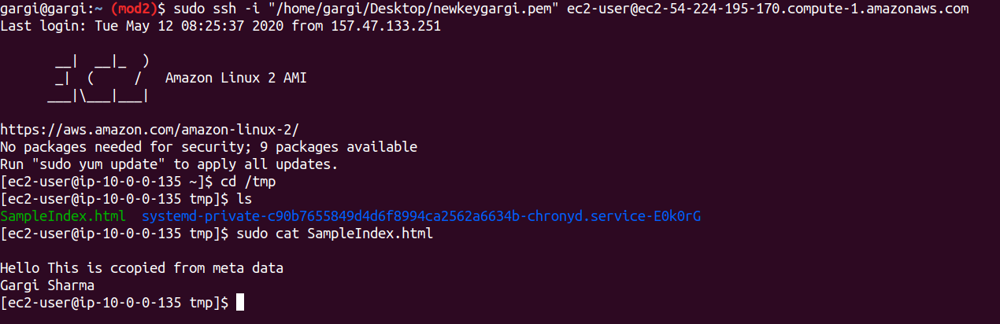 gargi@gargi:~ (mod2)$ sudo ssh -i "/home/gargi/Desktop/newkeygargi.pem" ec2-user@ec2-54-224-195-170.compute-1.amazonaws.com
Last login: Tue May 12 08:25:37 2020 from 157.47.133.251
       __|  __|_  )
       _|  (     /   Amazon Linux 2 AMI
      ___|\___|___|
https://aws.amazon.com/amazon-linux-2/
No packages needed for security; 9 packages available
Run "sudo yum update" to apply all updates.
[ec2-user@ip-10-0-0-135 ~]$ cd /tmp
[ec2-user@ip-10-0-0-135 tmp]$ ls
SampleIndex.html  systemd-private-c90b7655849d4d6f8994ca2562a6634b-chronyd.service-E0k0rG
[ec2-user@ip-10-0-0-135 tmp]$ sudo cat SampleIndex.html
Hello This is ccopied from meta data
Gargi Sharma
[ec2-user@ip-10-0-0-135 tmp]$